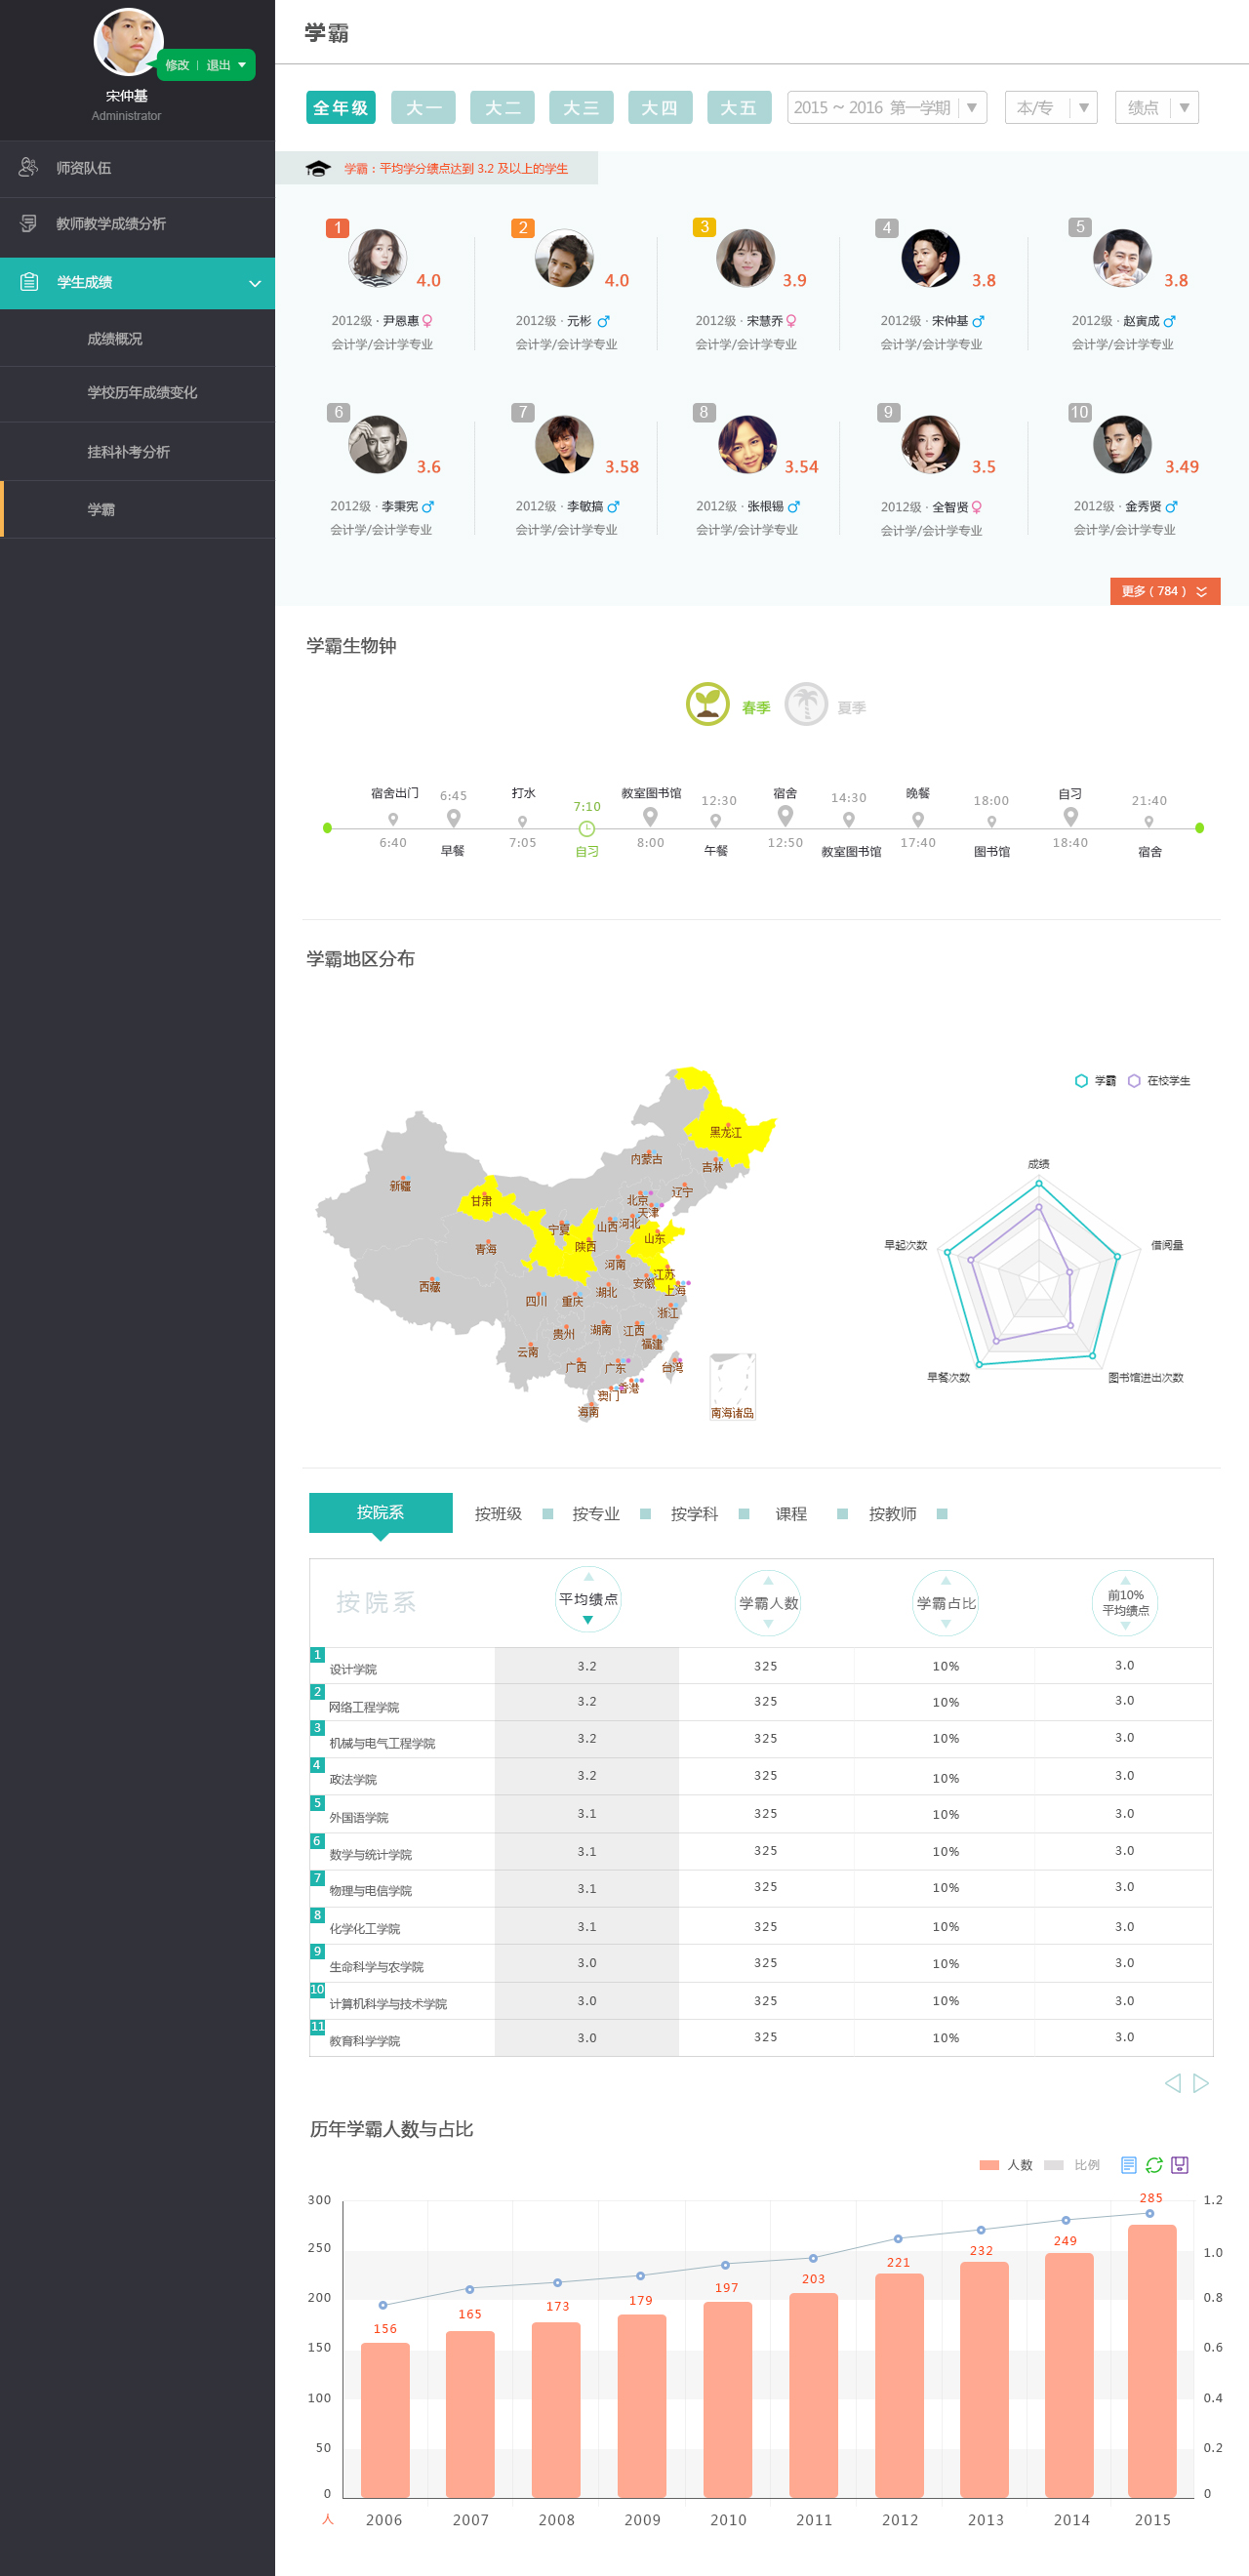 宋仲基
Administrator
修改 | 退出
师资队伍
教师教学成绩分析
学生成绩
成绩概况
学校历年成绩变化
挂科补考分析
学霸
学霸
全年级 大一 大二 大三 大四 大五 2015 ~ 2016 第一学期 本/专 绩点
学霸：平均学分绩点达到 3.2 及以上的学生
1 4.0
2012级 · 尹恩惠
会计学/会计学专业
2 4.0
2012级 · 元彬
会计学/会计学专业
3 3.9
2012级 · 宋慧乔
会计学/会计学专业
4 3.8
2012级 · 宋仲基
会计学/会计学专业
5 3.8
2012级 · 赵寅成
会计学/会计学专业
6 3.6
2012级 · 李秉宪
会计学/会计学专业
7 3.58
2012级 · 李敏搞
会计学/会计学专业
8 3.54
2012级 · 张根锡
会计学/会计学专业
9 3.5
2012级 · 全智贤
会计学/会计学专业
10 3.49
2012级 · 金秀贤
会计学/会计学专业
更多（784）
学霸生物钟
春季 夏季
宿舍出门 6:40
6:45 早餐
打水 7:05
7:10 自习
教室图书馆 8:00
12:30 午餐
宿舍 12:50
14:30 教室图书馆
晚餐 17:40
18:00 图书馆
自习 18:40
21:40 宿舍
学霸地区分布
黑龙江
内蒙古
吉林
新疆
辽宁
甘肃
北京
天津
宁夏
山西
河北
山东
陕西
青海
河南
江苏
西藏
安徽
上海
湖北
四川
重庆
浙江
湖南
江西
贵州
福建
云南
广西
广东
台湾
香港
澳门
海南
南海诸岛
学霸 在校学生
成绩
早起次数
借阅量
早餐次数
图书馆进出次数
按院系 按班级 按专业 按学科 课程 按教师
按院系 平均绩点 学霸人数 学霸占比 前10%平均绩点
1 设计学院 3.2 325 10% 3.0
2 网络工程学院 3.2 325 10% 3.0
3 机械与电气工程学院 3.2 325 10% 3.0
4 政法学院 3.2 325 10% 3.0
5 外国语学院 3.1 325 10% 3.0
6 数学与统计学院 3.1 325 10% 3.0
7 物理与电信学院 3.1 325 10% 3.0
8 化学化工学院 3.1 325 10% 3.0
9 生命科学与农学院 3.0 325 10% 3.0
10 计算机科学与技术学院 3.0 325 10% 3.0
11 教育科学学院 3.0 325 10% 3.0
历年学霸人数与占比
人数 比例
300 1.2
250 1.0
200 0.8
150 0.6
100 0.4
50 0.2
0 0
156 165 173 179 197 203 221 232 249 285
人 2006 2007 2008 2009 2010 2011 2012 2013 2014 2015